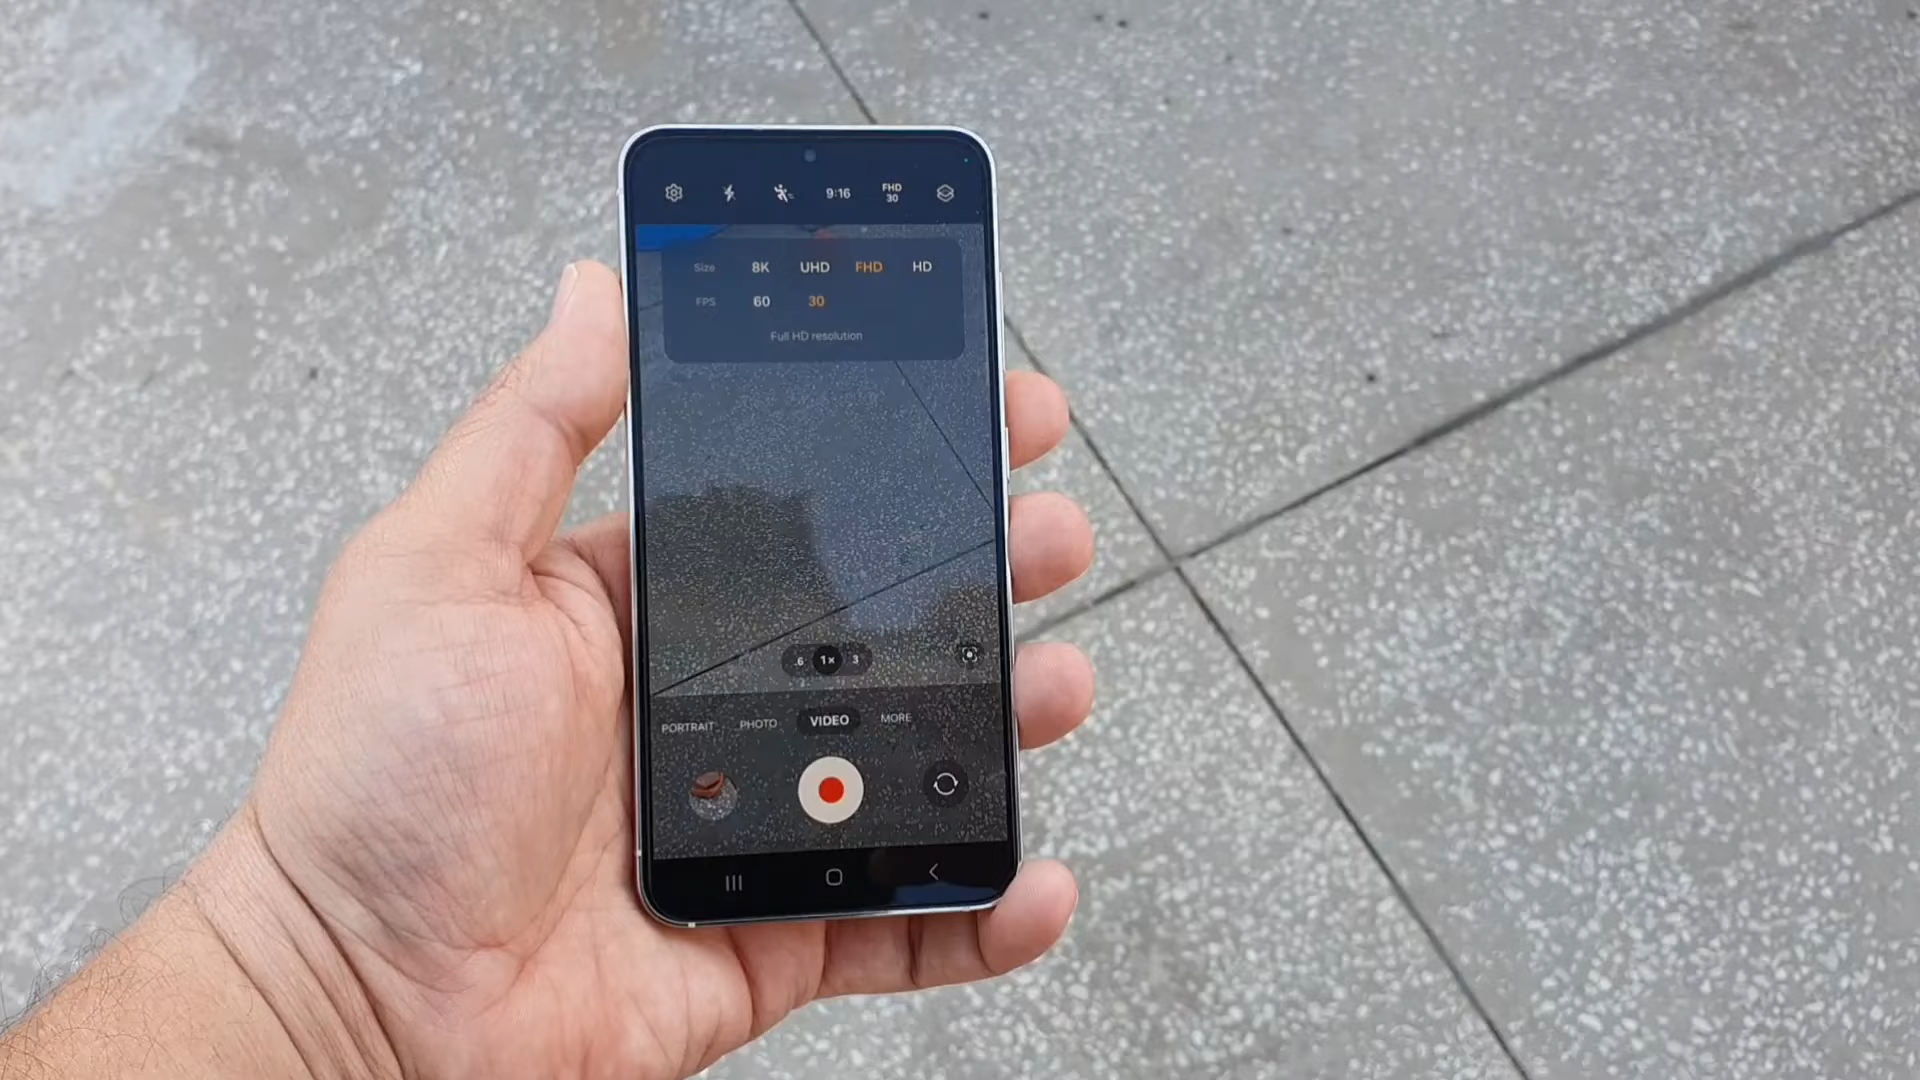 9:16 FHD 30
Size 8K UHD FHD HD
FPS 60 30
Full HD resolution
.6 1× 3
PORTRAIT PHOTO VIDEO MORE